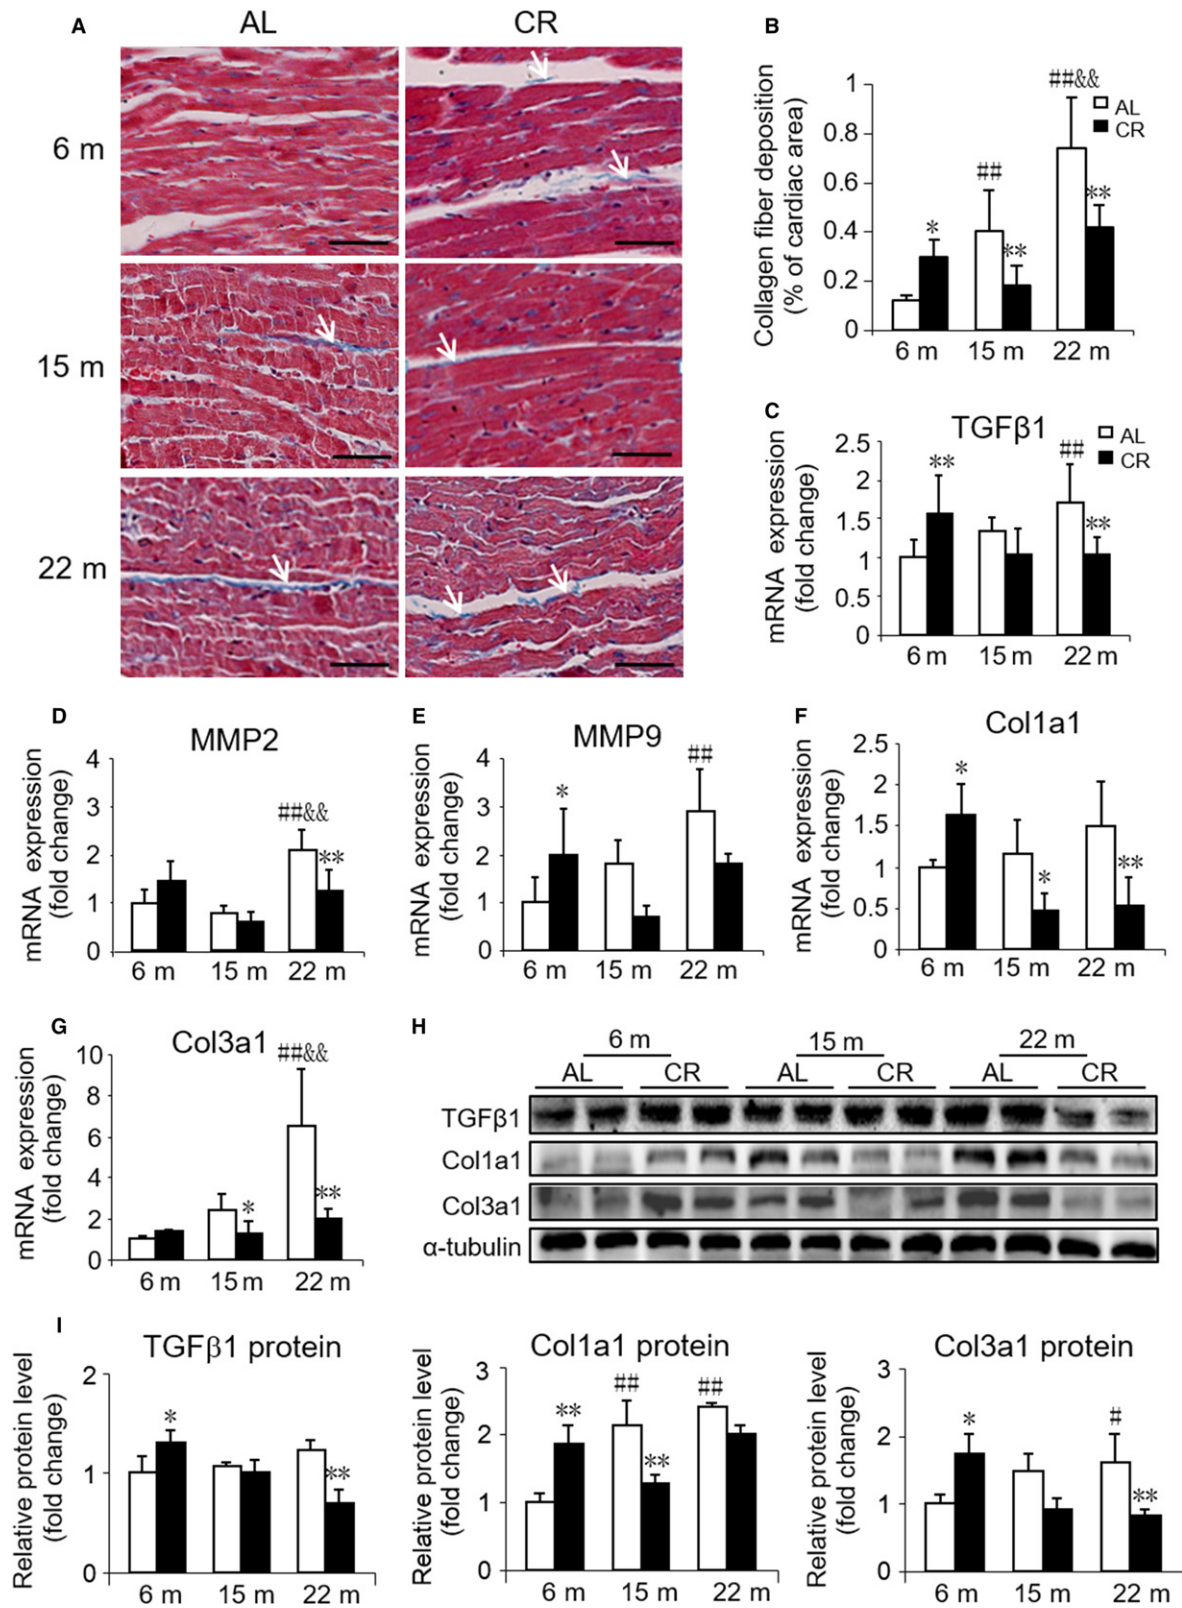 A
AL
CR
6 m
15 m
22 m
B
Collagen fiber deposition
(% of cardiac area)
1
0.8
0.6
0.4
0.2
0
*
##
**
##&&
**
AL
CR
6 m
15 m
22 m
C
TGFβ1
mRNA expression
(fold change)
2.5
2
1.5
1
0.5
0
**
##
**
AL
CR
6 m
15 m
22 m
D
MMP2
mRNA expression
(fold change)
4
3
2
1
0
##&&
**
6 m
15 m
22 m
E
MMP9
mRNA expression
(fold change)
4
3
2
1
0
*
##
6 m
15 m
22 m
F
Col1a1
mRNA expression
(fold change)
2.5
2
1.5
1
0.5
0
*
*
**
6 m
15 m
22 m
G
Col3a1
mRNA expression
(fold change)
10
8
6
4
2
0
*
##&&
**
6 m
15 m
22 m
H
6 m
15 m
22 m
AL
CR
AL
CR
AL
CR
TGFβ1
Col1a1
Col3a1
α-tubulin
I
TGFβ1 protein
Relative protein level
(fold change)
2
1
0
*
**
6 m
15 m
22 m
Col1a1 protein
Relative protein level
(fold change)
3
2
1
0
**
##
**
##
6 m
15 m
22 m
Col3a1 protein
Relative protein level
(fold change)
3
2
1
0
*
#
**
6 m
15 m
22 m